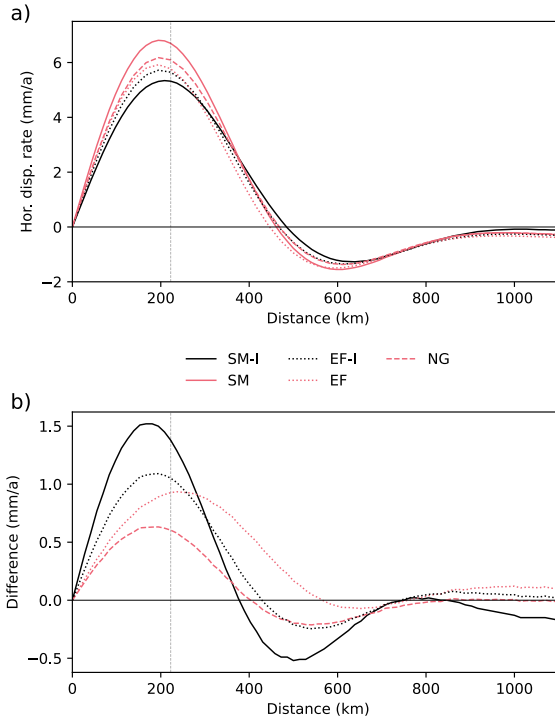 a)
Hor. disp. rate (mm/a)
6
4
2
0
−2
0 200 400 600 800 1000
Distance (km)
SM-I EF-I NG
SM EF
b)
Difference (mm/a)
1.5
1.0
0.5
0.0
−0.5
0 200 400 600 800 1000
Distance (km)